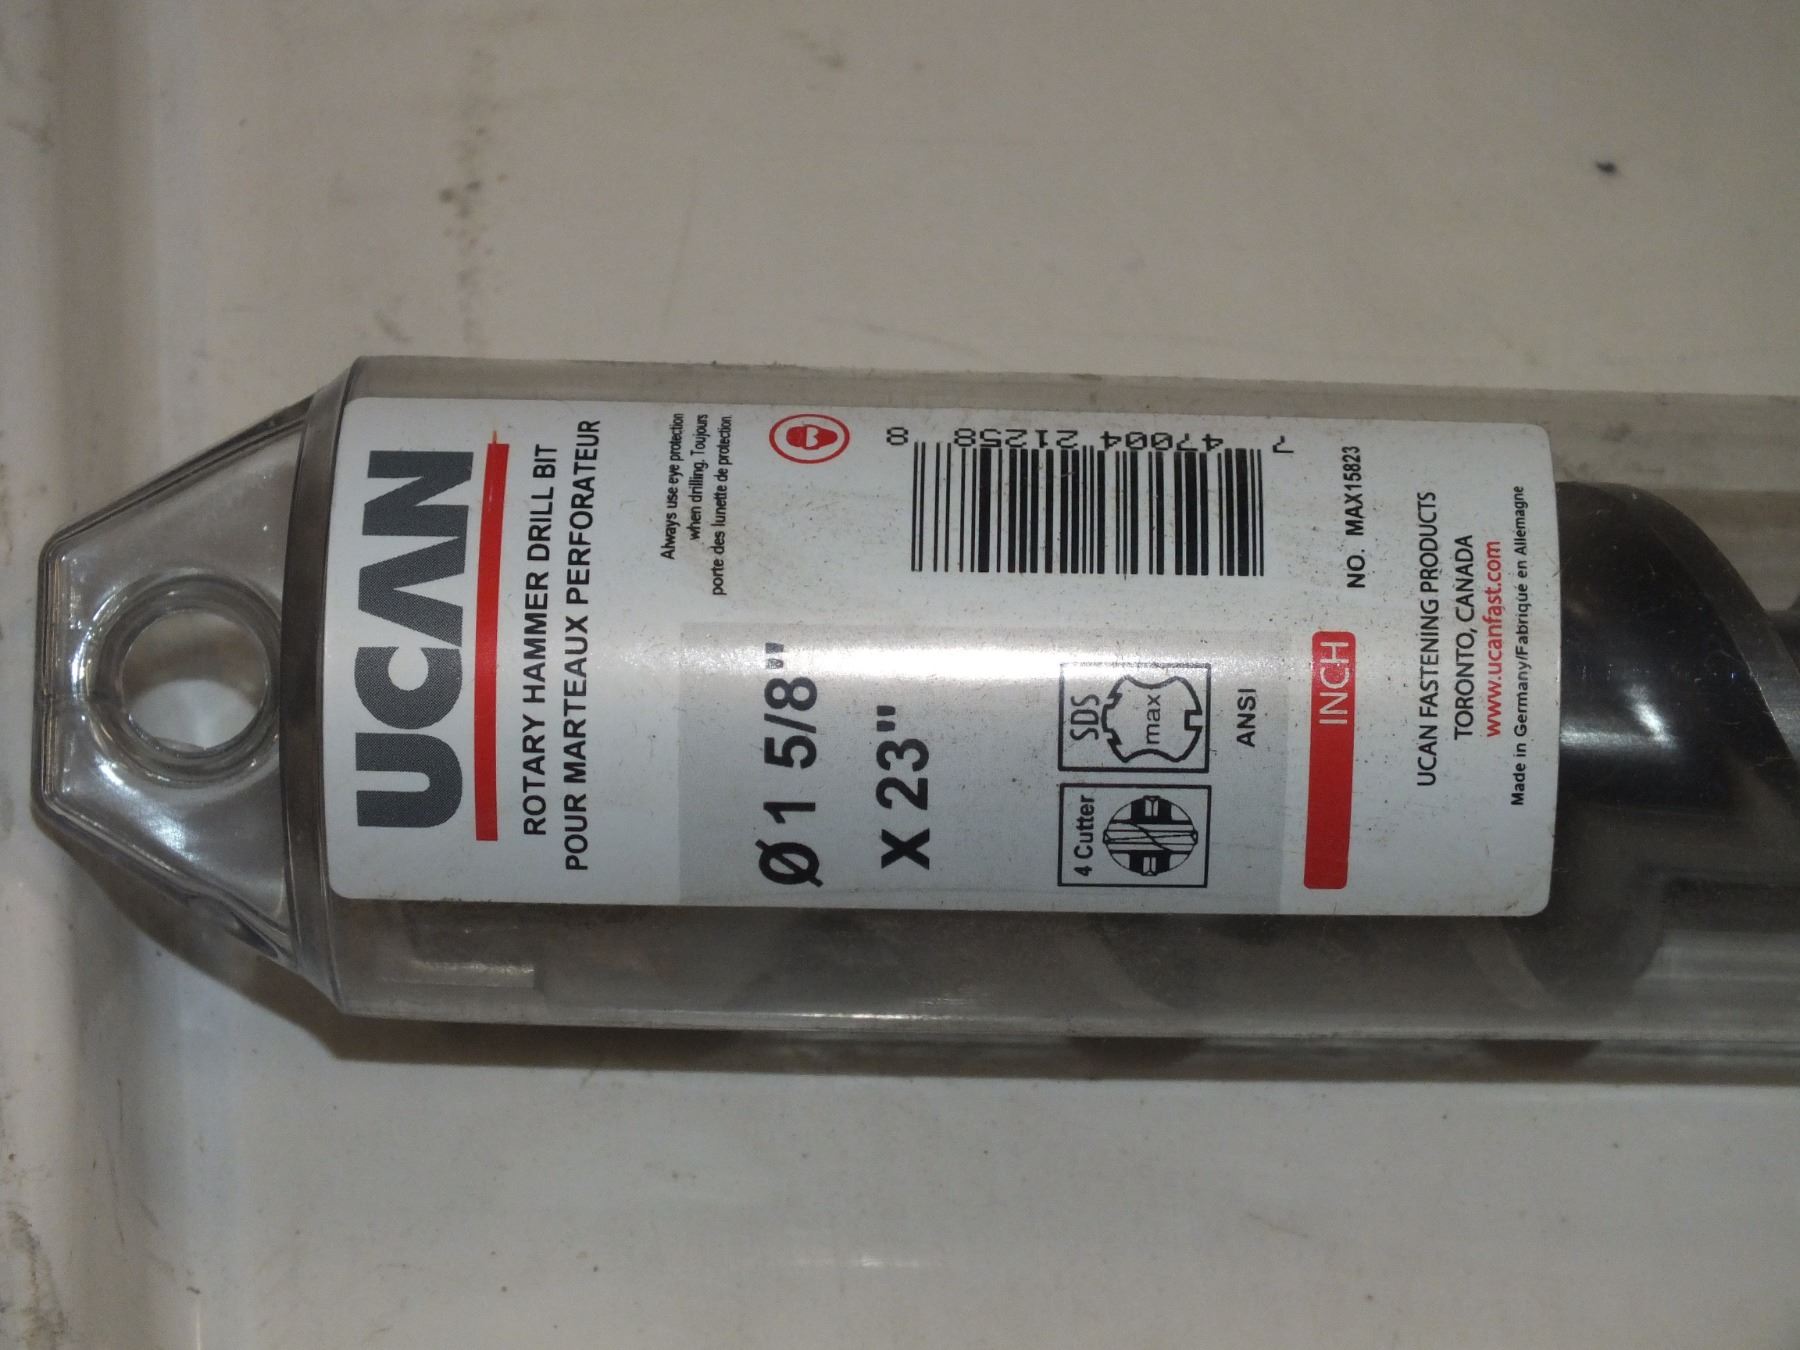 UCAN
ROTARY HAMMER DRILL BIT
POUR MARTEAUX PERFORATEUR
Always use eye protection
when drilling. Toujours
porte des lunette de protection.
Ø 1 5/8"
X 23"
4 Cutter
SDS
max
ANSI
7 47004 21258 8
INCH
NO. MAX15823
UCAN FASTENING PRODUCTS
TORONTO, CANADA
www.ucanfast.com
Made in Germany/Fabriqué en Allemagne